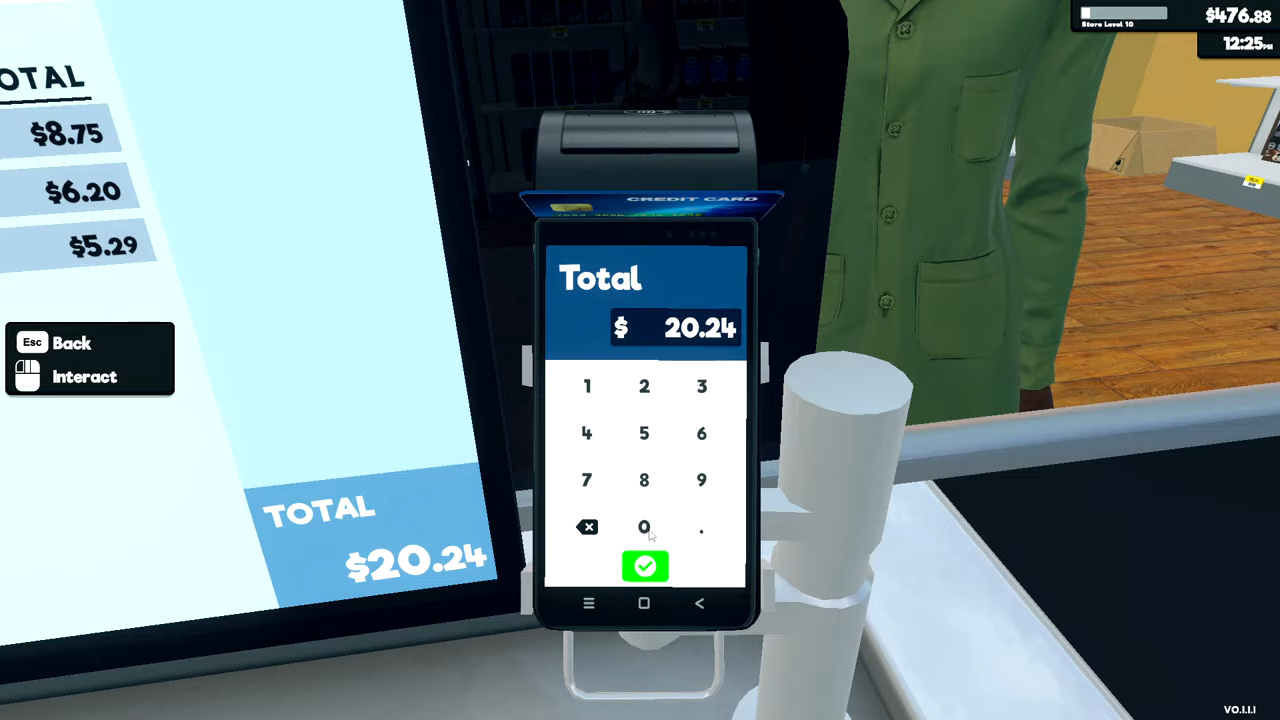 OTAL
$8.75
$6.20
$5.29
Esc Back
Interact
TOTAL
$20.24
CREDIT CARD
Total
$ 20.24
1 2 3
4 5 6
7 8 9
0 .
Store Level 10
$476.88
12:25PM
V0.1.1.1